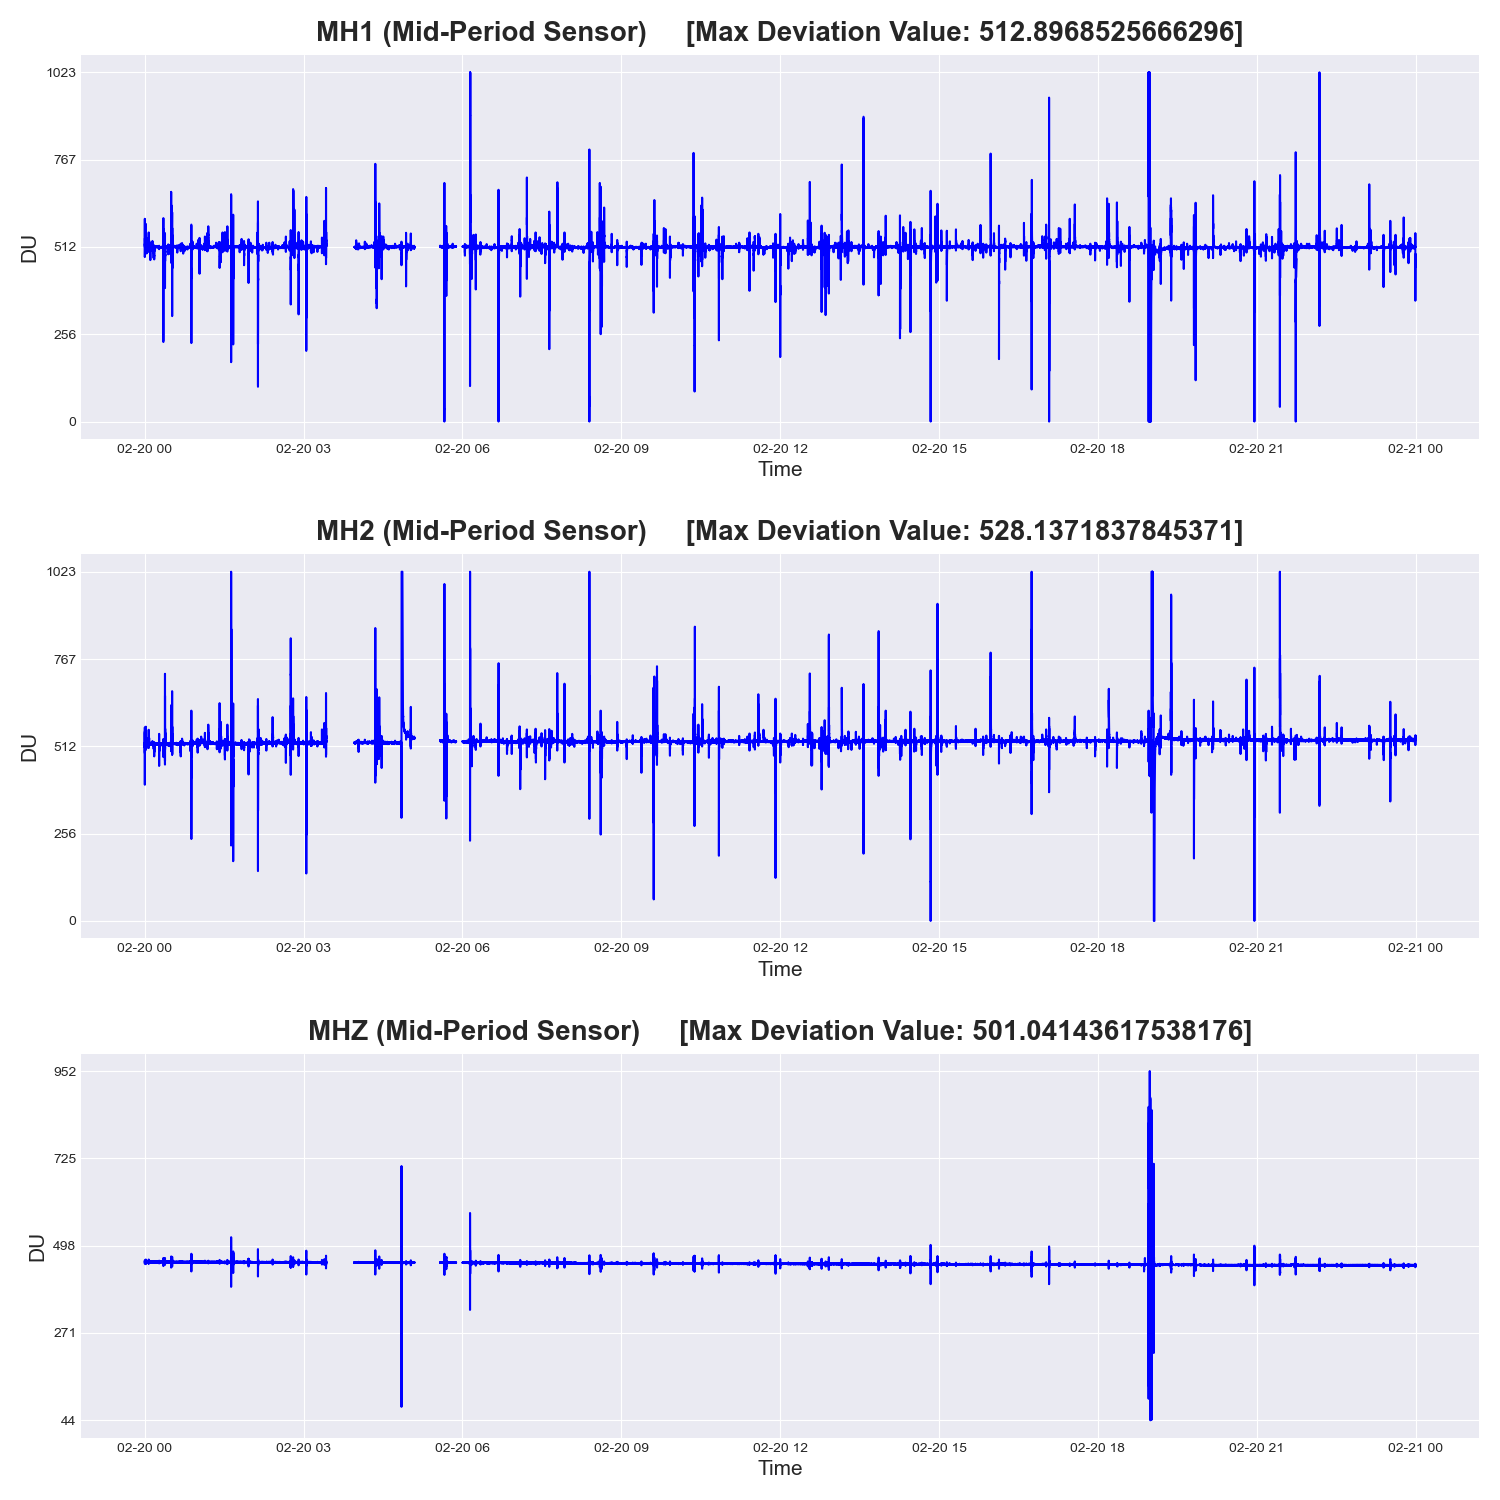 MH1 (Mid-Period Sensor) [Max Deviation Value: 512.8968525666296]
1023
767
512
256
0
DU
02-20 00 02-20 03 02-20 06 02-20 09 02-20 12 02-20 15 02-20 18 02-20 21 02-21 00
Time
MH2 (Mid-Period Sensor) [Max Deviation Value: 528.1371837845371]
1023
767
512
256
0
DU
02-20 00 02-20 03 02-20 06 02-20 09 02-20 12 02-20 15 02-20 18 02-20 21 02-21 00
Time
MHZ (Mid-Period Sensor) [Max Deviation Value: 501.04143617538176]
952
725
498
271
44
DU
02-20 00 02-20 03 02-20 06 02-20 09 02-20 12 02-20 15 02-20 18 02-20 21 02-21 00
Time